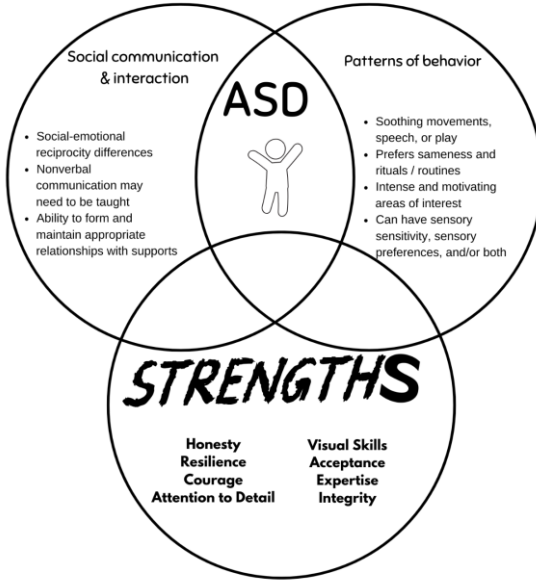 Social communication
& interaction
• Social-emotional
reciprocity differences
• Nonverbal
communication may
need to be taught
• Ability to form and
maintain appropriate
relationships with supports
ASD
Patterns of behavior
• Soothing movements,
speech, or play
• Prefers sameness and
rituals / routines
• Intense and motivating
areas of interest
• Can have sensory
sensitivity, sensory
preferences, and/or both
STRENGTHS
Honesty
Resilience
Courage
Attention to Detail
Visual Skills
Acceptance
Expertise
Integrity